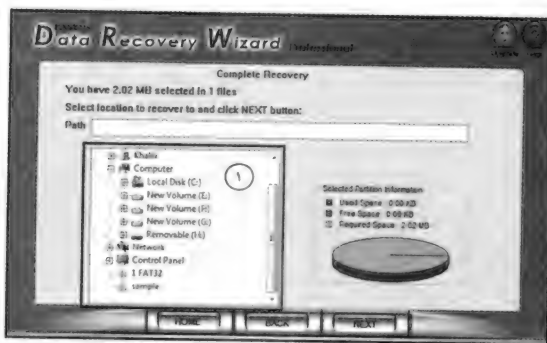 Data Recovery Wizard Professional
Complete Recovery
You have 2.02 MB selected in 1 files
Select location to recover to and click NEXT button:
Path
Khalis
Computer
Local Disk (C:)
New Volume (E:)
New Volume (F:)
New Volume (G:)
Removable (I:)
Network
Control Panel
1 FAT32
sample
١
Selected Partition Information
Used Space 0.00 KB
Free Space 0.00 KB
Required Space 2.02 MB
HOME
BACK
NEXT